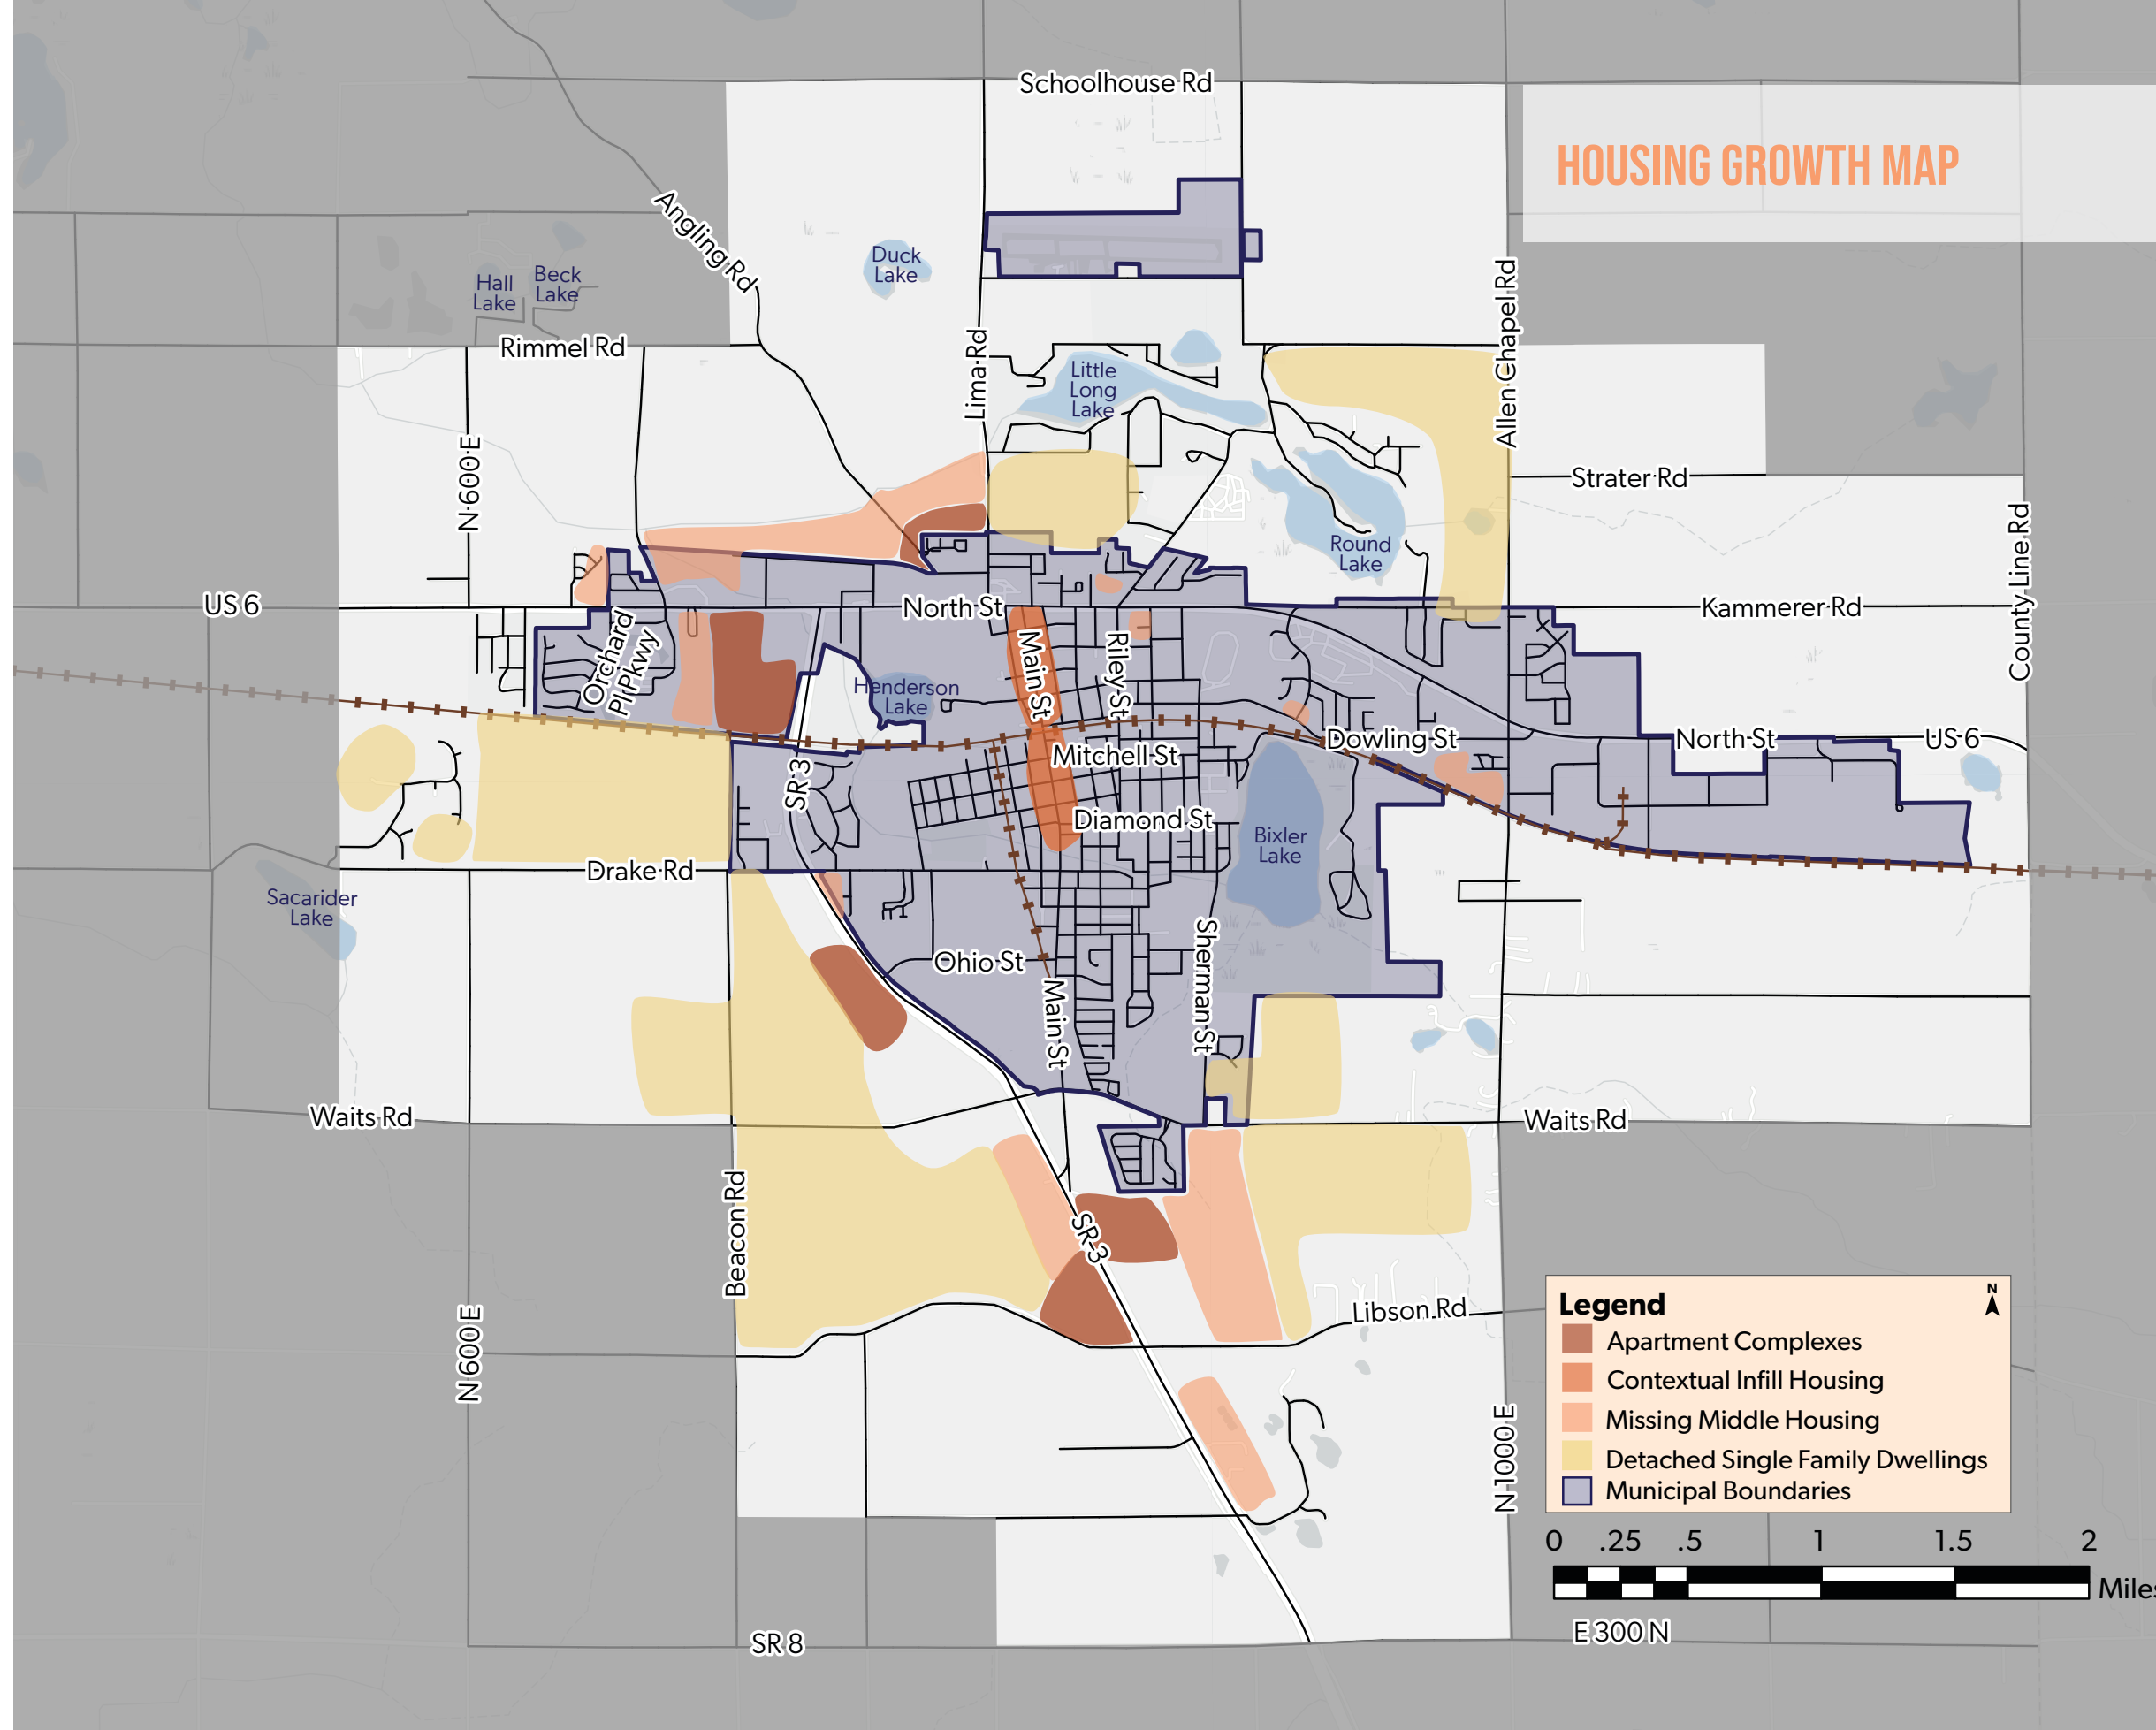 Schoolhouse Rd
HOUSING GROWTH MAP
Angling Rd
Duck
Lake
Hall
Lake
Beck
Lake
Rimmel Rd
Lima Rd
Allen Chapel Rd
Little
Long
Lake
N 600 E
Strater Rd
County Line Rd
Round
Lake
US 6
North St
Kammerer Rd
Orchard
Pl/Pkwy
Main St
Riley St
Henderson
Lake
Mitchell St
Dowling St
North St
US 6
SR 3
Diamond St
Bixler
Lake
Drake Rd
Sacarider
Lake
Ohio St
Sherman St
Main St
Waits Rd
Waits Rd
Beacon Rd
SR-3
Libson Rd
N 600 E
N 1000 E
Legend
N
Apartment Complexes
Contextual Infill Housing
Missing Middle Housing
Detached Single Family Dwellings
Municipal Boundaries
0 .25 .5 1 1.5 2
Miles
E 300 N
SR 8